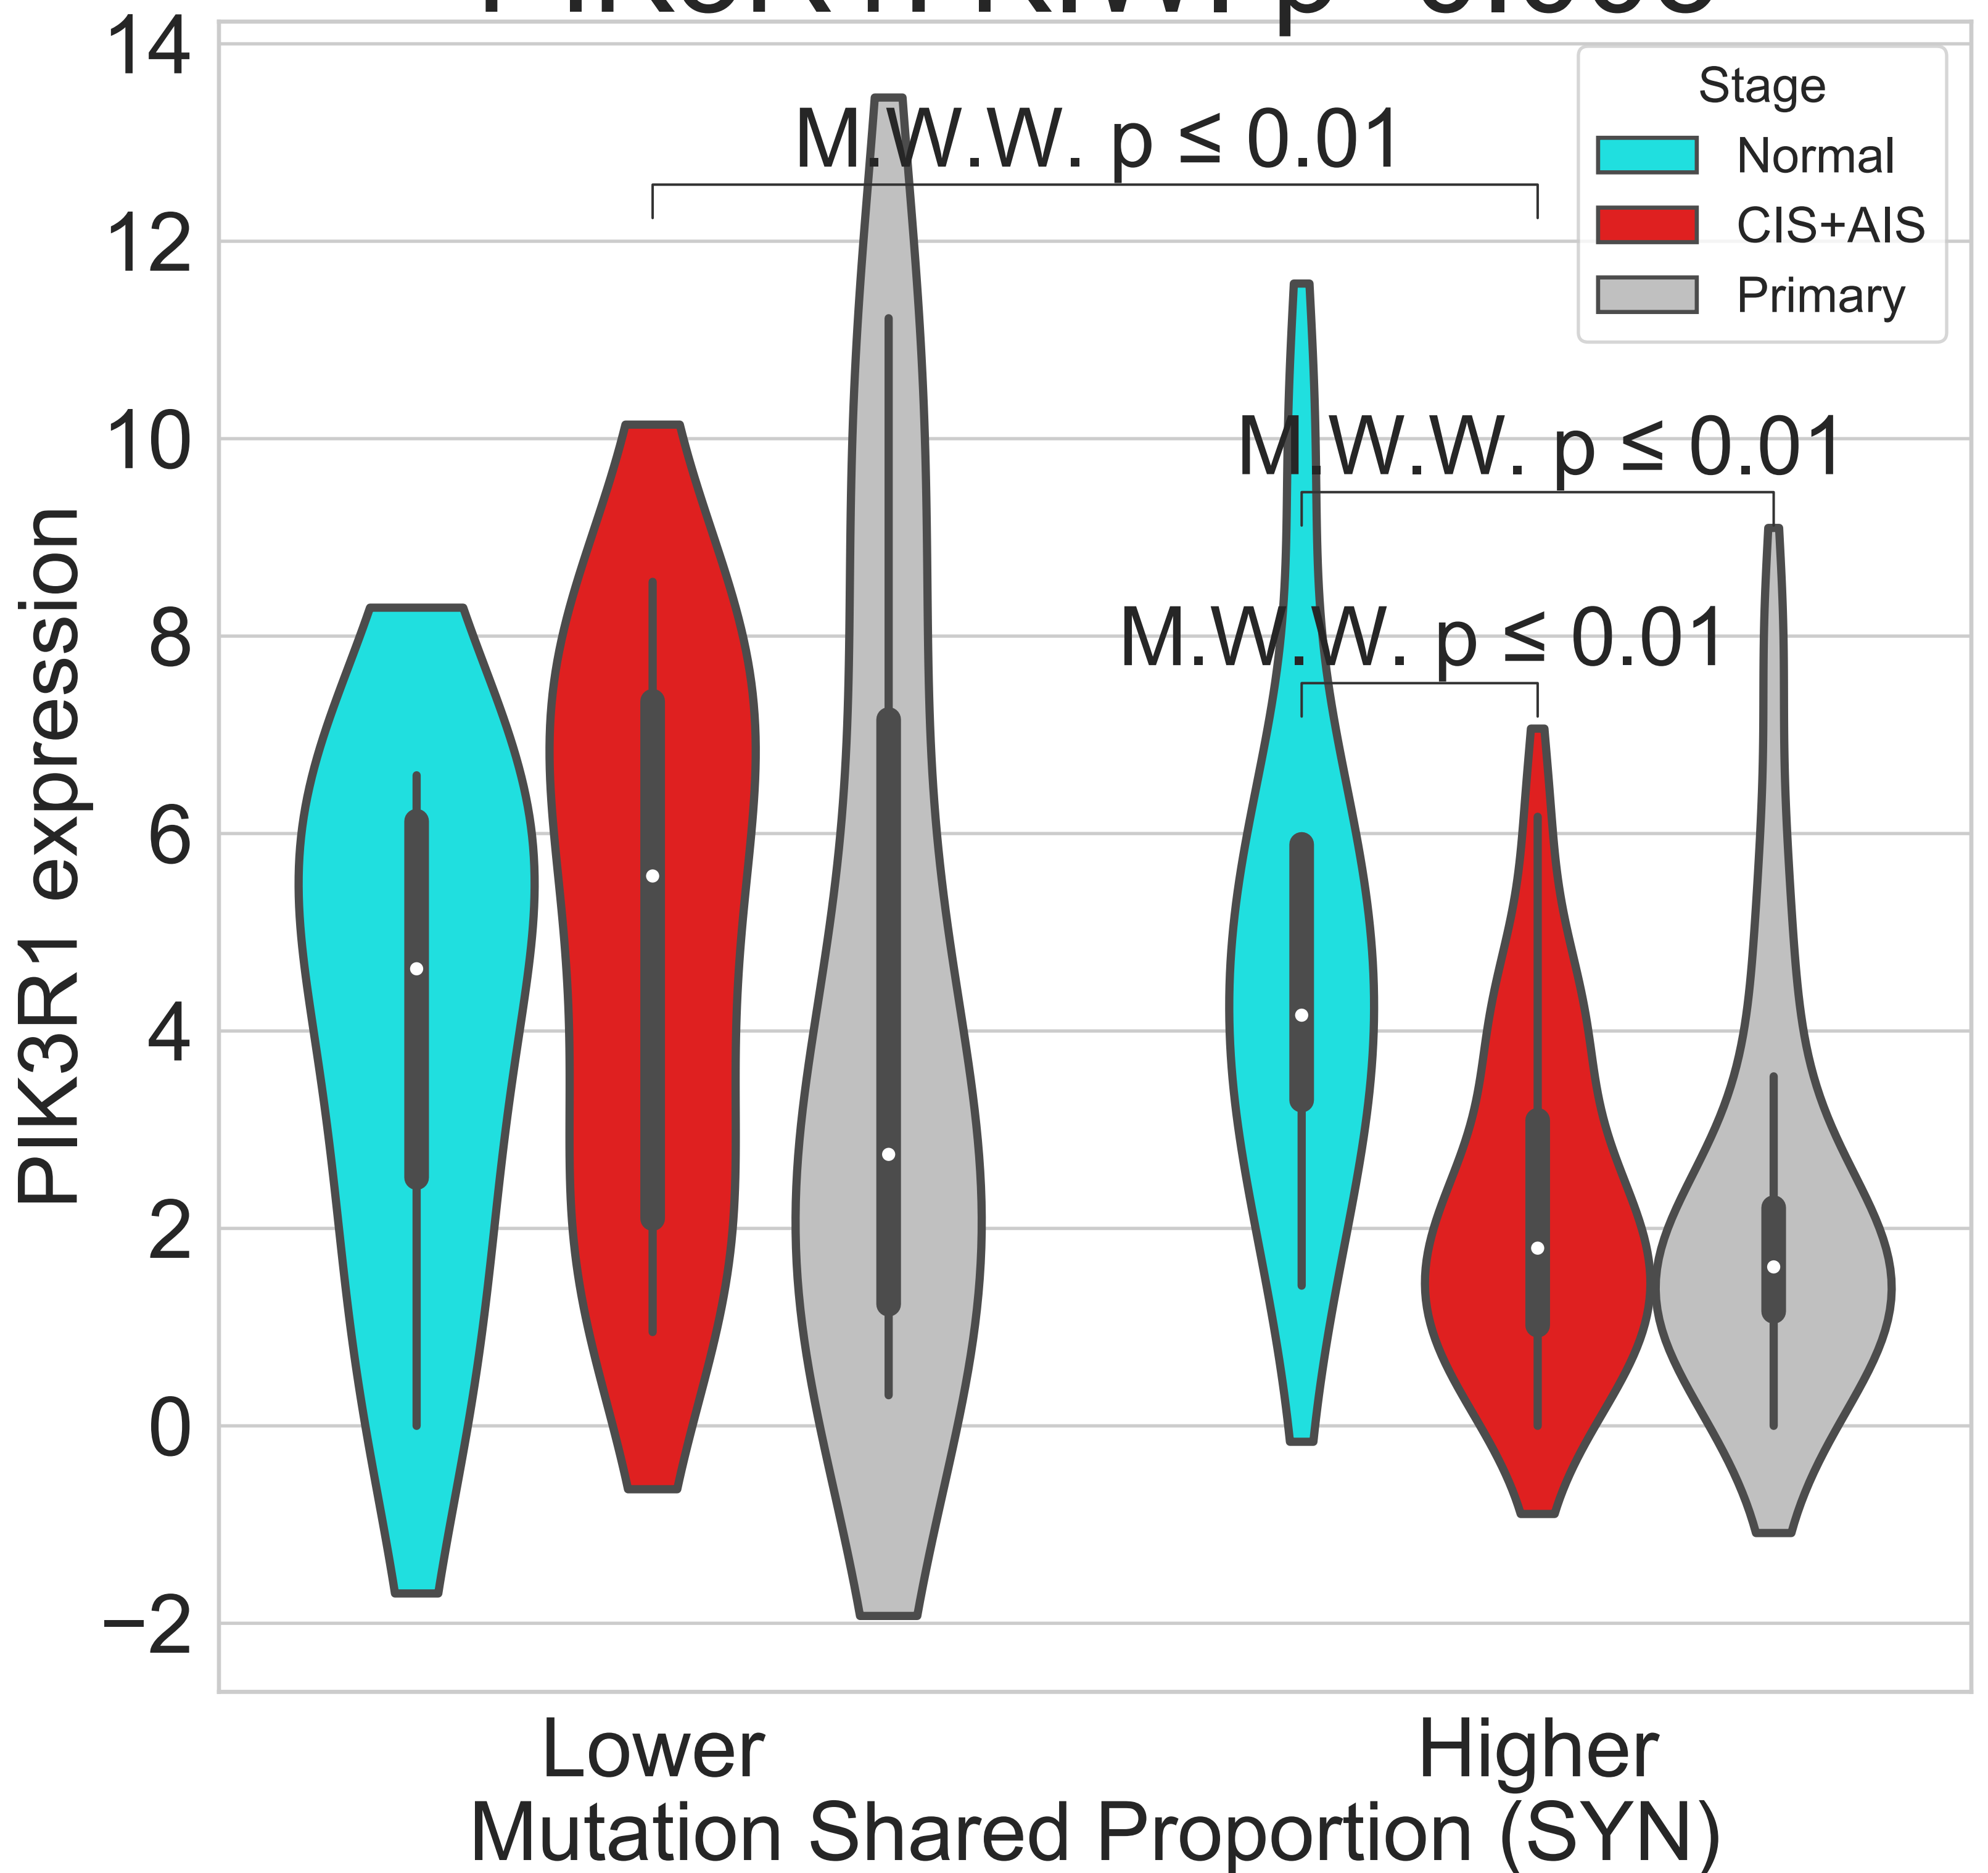 14
12
10
8
6
4
2
0
−2
PIK3R1 expression
M.W.W. p ≤ 0.01
M.W.W. p ≤ 0.01
M.W.W. p ≤ 0.01
Stage
Normal
CIS+AIS
Primary
Lower
Higher
Mutation Shared Proportion (SYN)